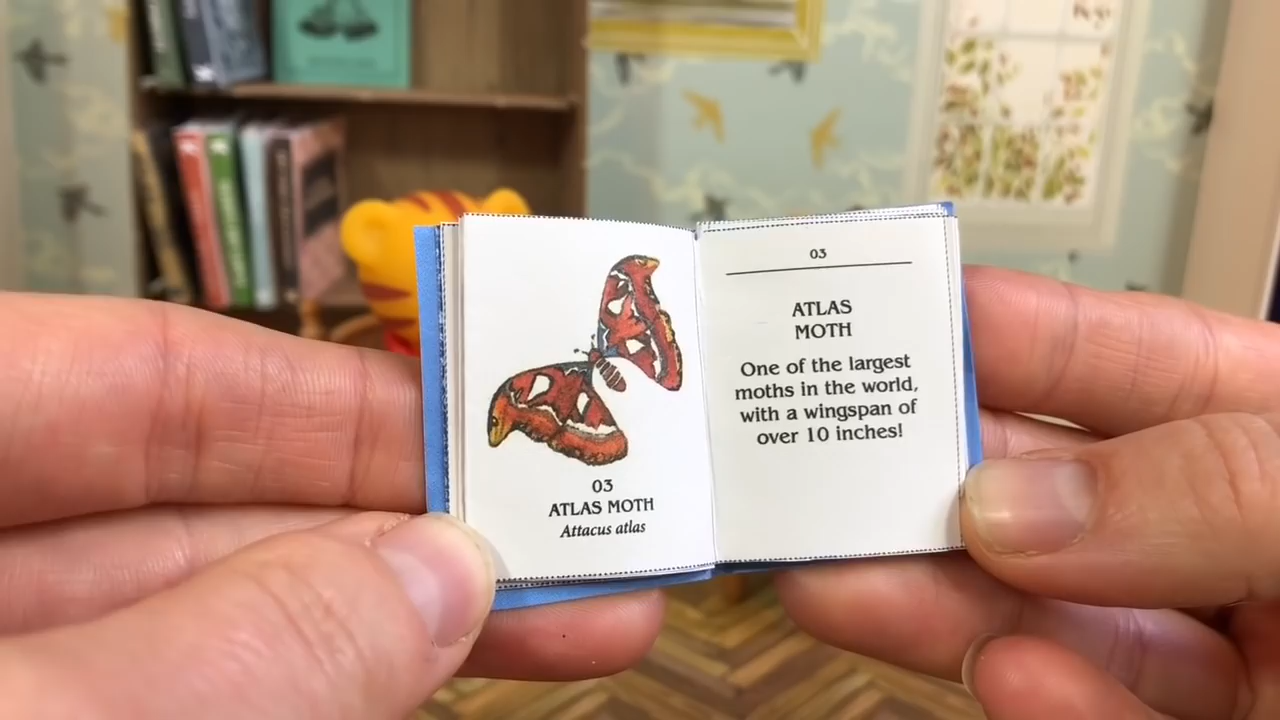 03
ATLAS MOTH
Attacus atlas
03
ATLAS
MOTH
One of the largest
moths in the world,
with a wingspan of
over 10 inches!